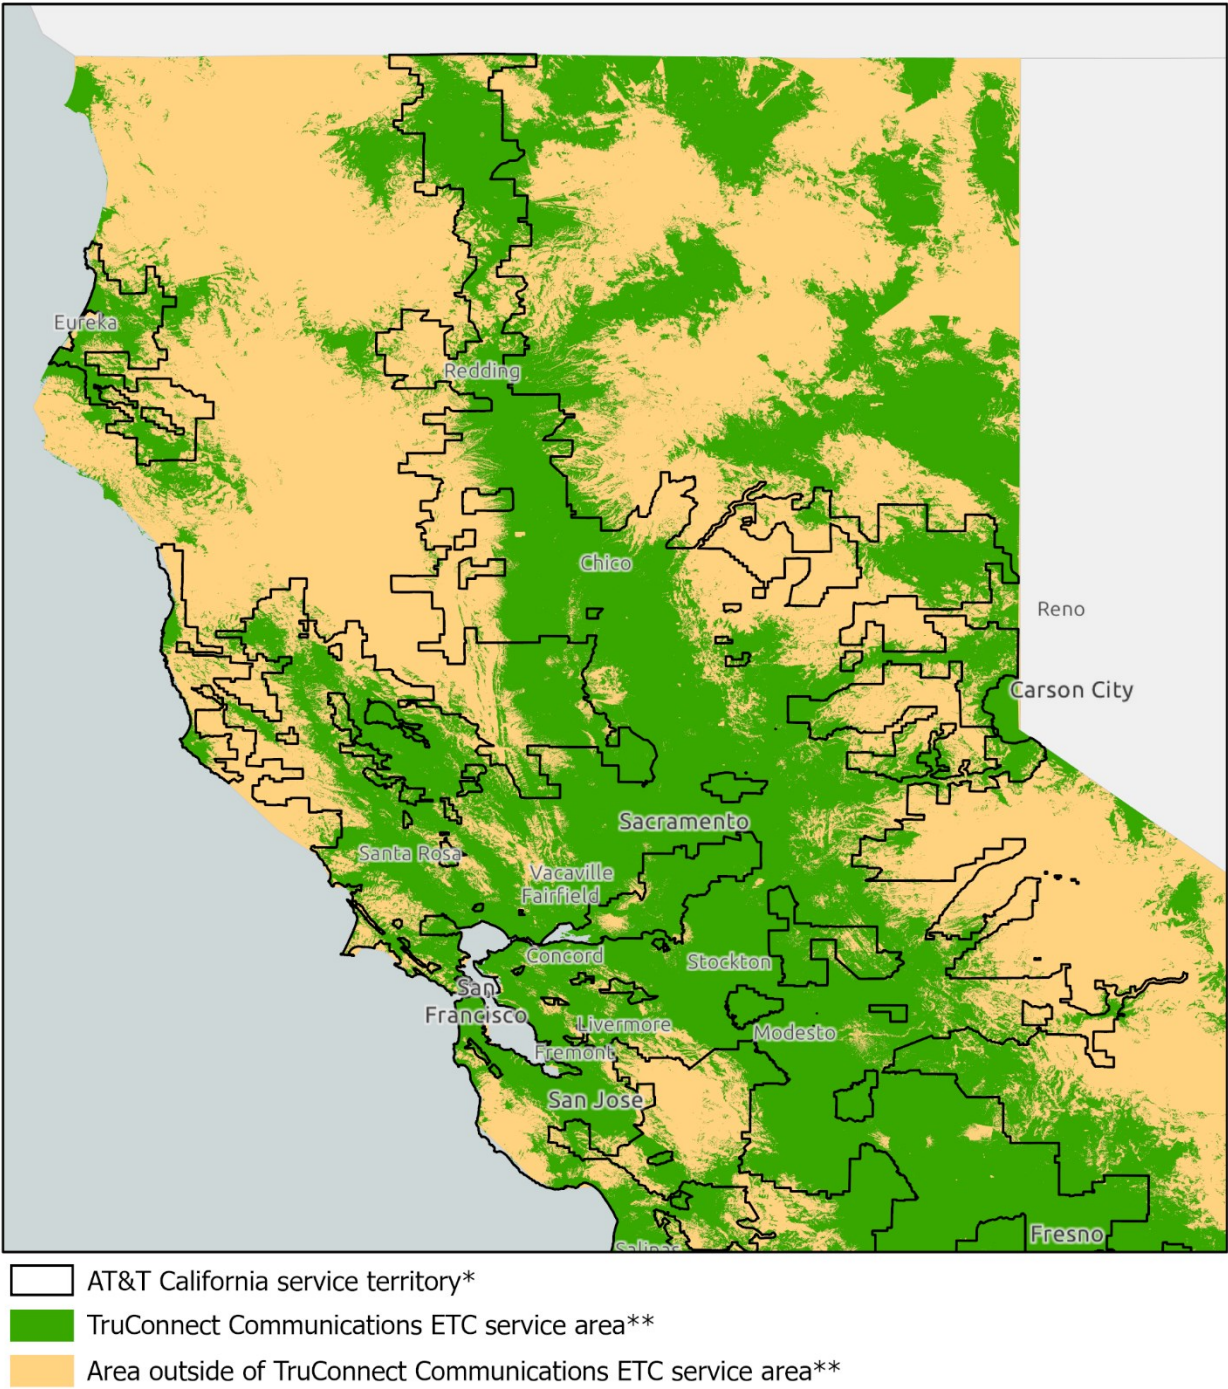 Eureka
Redding
Chico
Reno
Carson City
Sacramento
Santa Rosa
Vacaville
Fairfield
Concord
Stockton
San
Francisco
Livermore
Modesto
Fremont
San Jose
Fresno
Salinas
AT&T California service territory*
TruConnect Communications ETC service area**
Area outside of TruConnect Communications ETC service area**